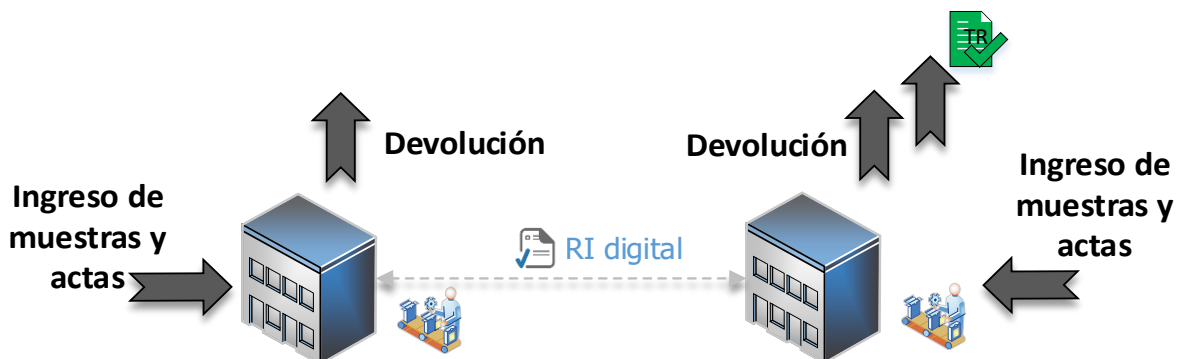 TR
Devolución
Devolución
Ingreso de
muestras y
actas
Ingreso de
muestras y
actas
RI digital